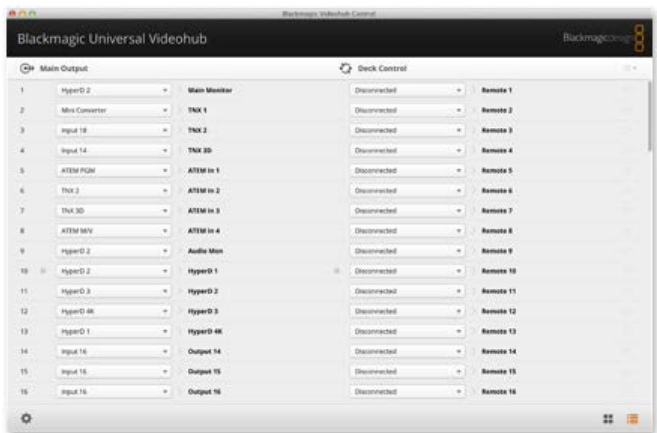 Blackmagic Videohub Control
Blackmagic Universal Videohub
Blackmagicdesign
Main Output
Deck Control
1 HyperD 2 Main Monitor Disconnected Remote 1
2 Mini Converter TNX 1 Disconnected Remote 2
3 Input 18 TNX 2 Disconnected Remote 3
4 Input 14 TNX 3D Disconnected Remote 4
5 ATEM PGM ATEM in 1 Disconnected Remote 5
6 TNX 2 ATEM in 2 Disconnected Remote 6
7 TNX 3D ATEM in 3 Disconnected Remote 7
8 ATEM M/V ATEM in 4 Disconnected Remote 8
9 HyperD 2 Audio Mon Disconnected Remote 9
10 HyperD 2 HyperD 1 Disconnected Remote 10
11 HyperD 3 HyperD 2 Disconnected Remote 11
12 HyperD 4K HyperD 3 Disconnected Remote 12
13 HyperD 1 HyperD 4K Disconnected Remote 13
14 Input 16 Output 14 Disconnected Remote 14
15 Input 16 Output 15 Disconnected Remote 15
16 Input 16 Output 16 Disconnected Remote 16